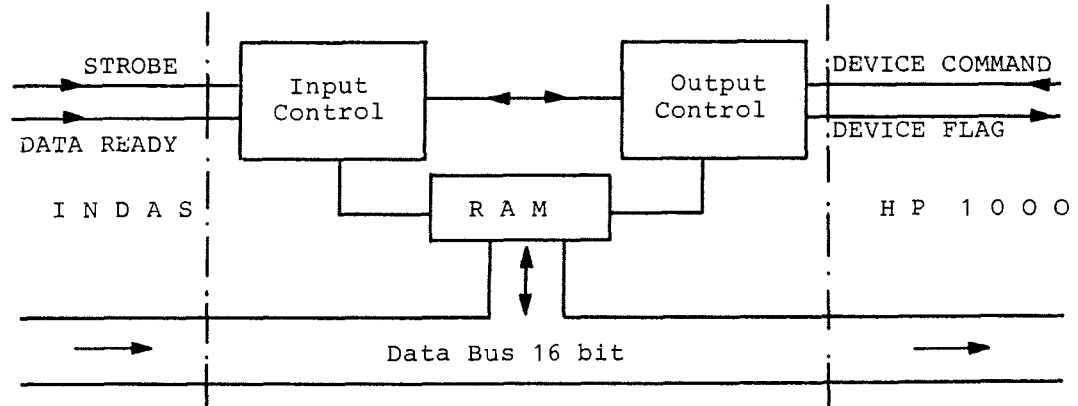 STROBE
DATA READY
Input
Control
Output
Control
DEVICE COMMAND
DEVICE FLAG
I N D A S
R A M
H P 1 0 0 0
Data Bus 16 bit